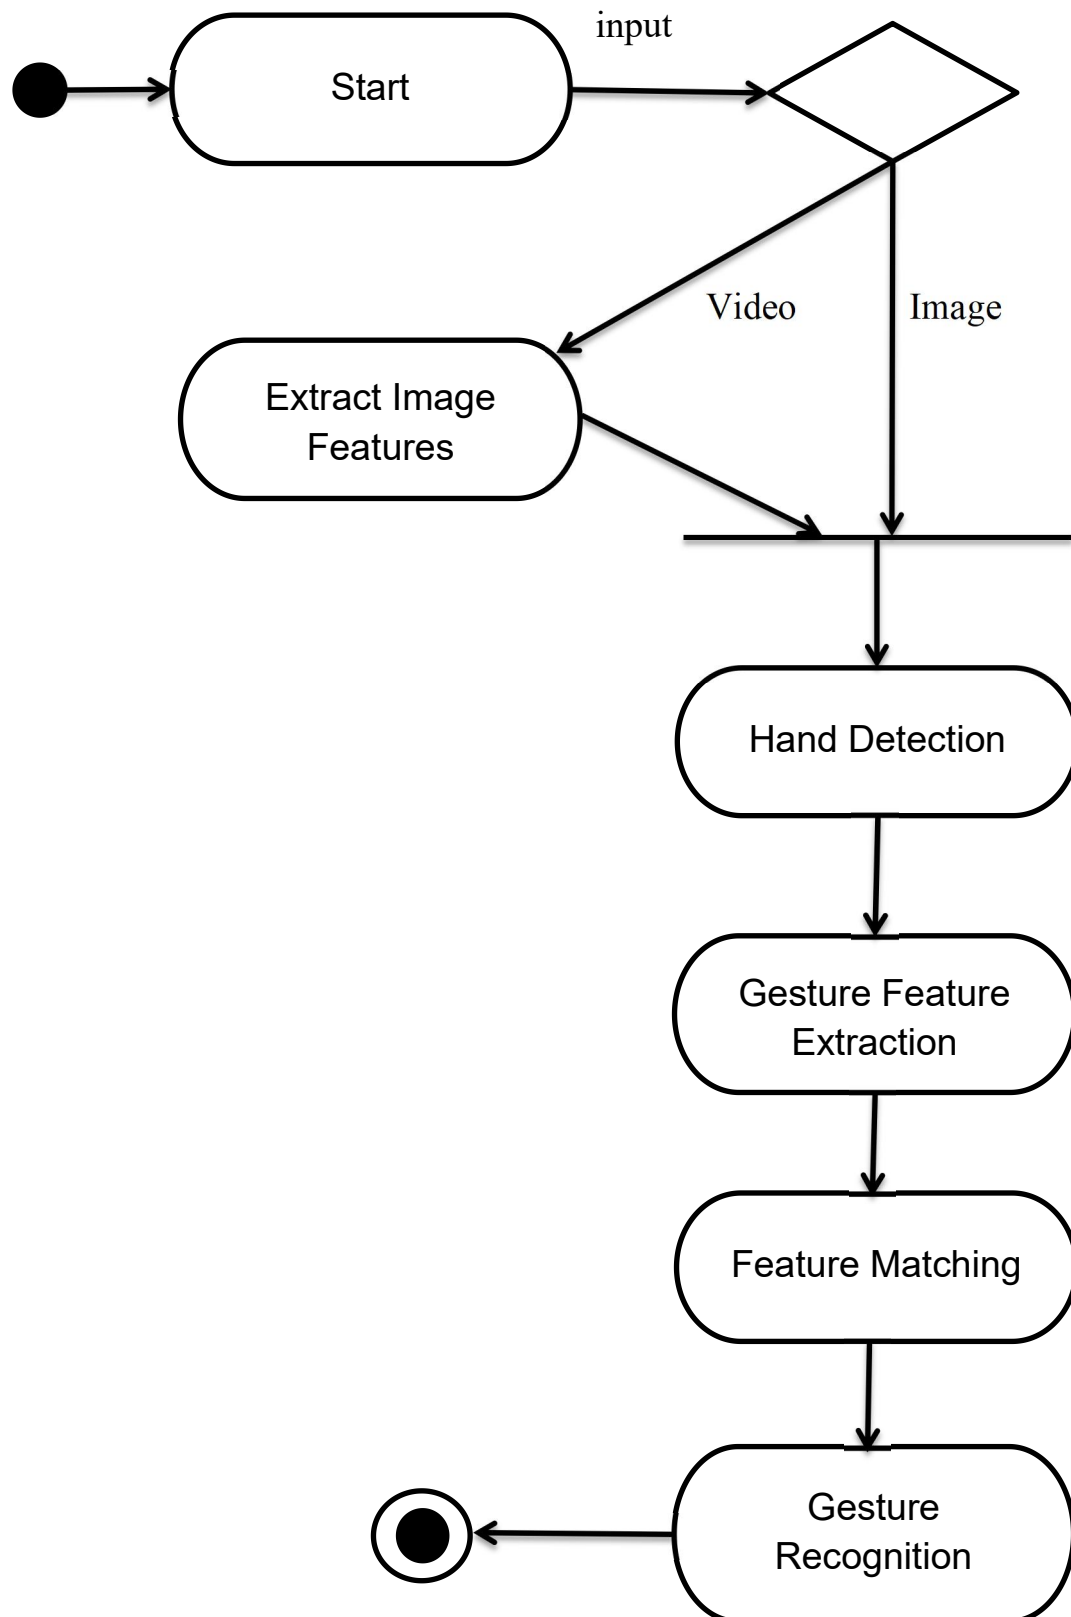 input
Start
Video
Image
Extract Image
Features
Hand Detection
Gesture Feature
Extraction
Feature Matching
Gesture
Recognition